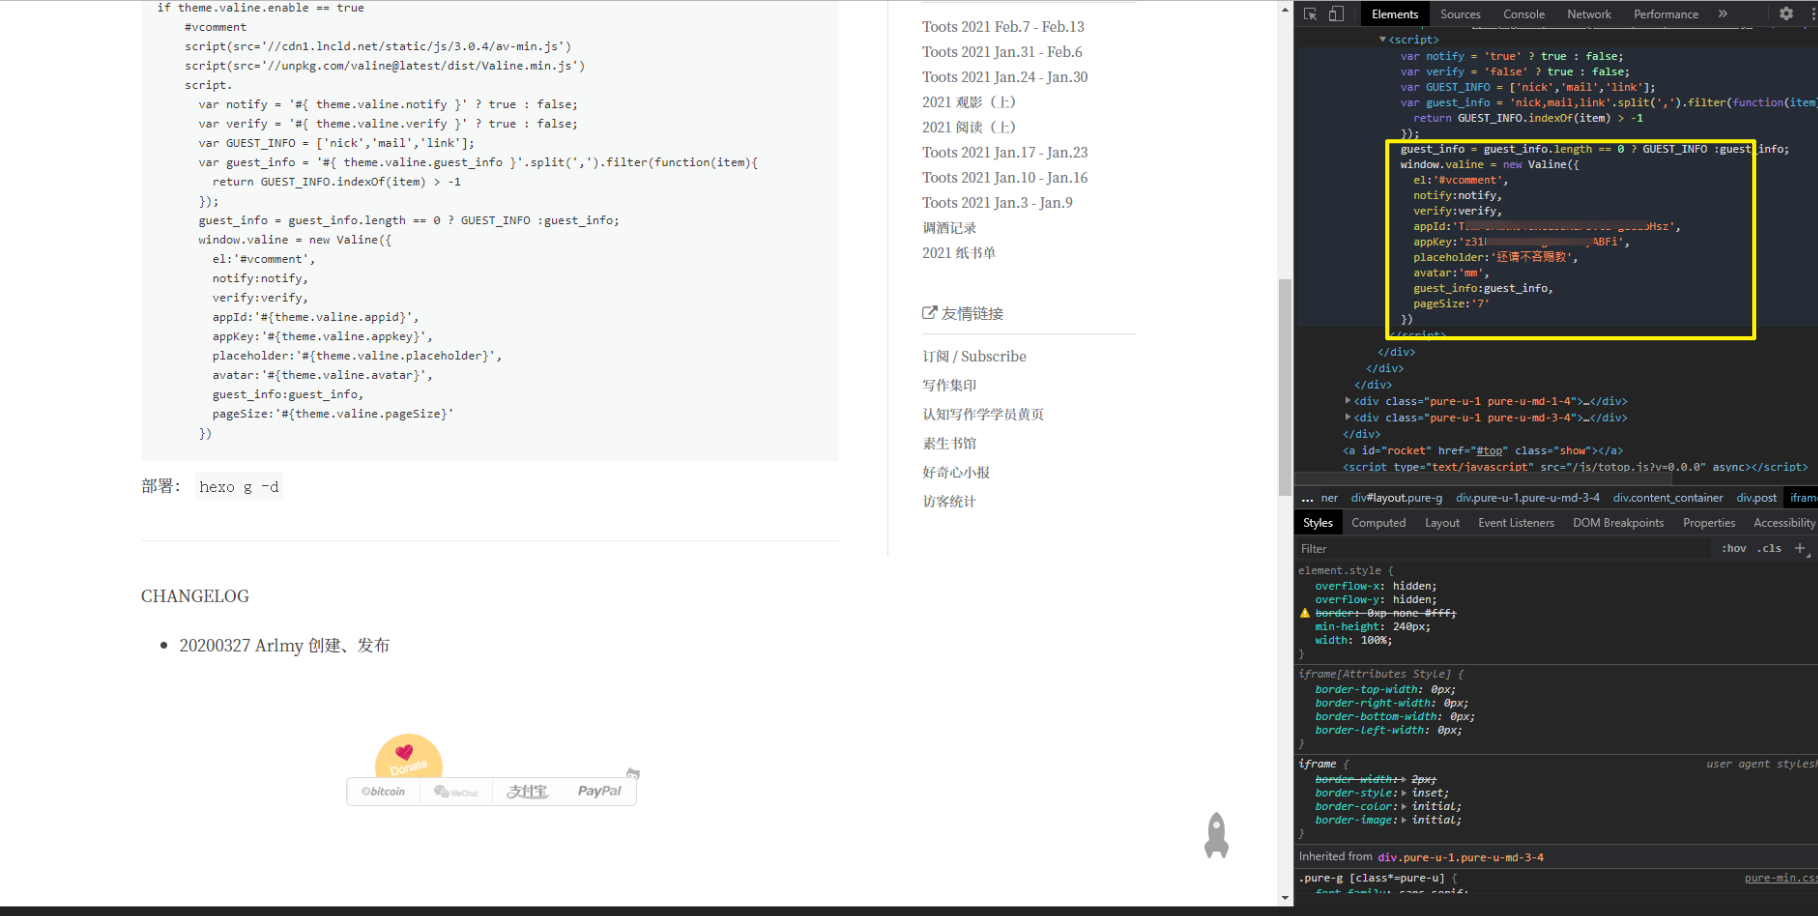 if theme.valine.enable == true
#vcomment
script(src='//cdn1.lncld.net/static/js/3.0.4/av-min.js')
script(src='//unpkg.com/valine@latest/dist/Valine.min.js')
script.
var notify = '#{ theme.valine.notify }' ? true : false;
var verify = '#{ theme.valine.verify }' ? true : false;
var GUEST_INFO = ['nick','mail','link'];
var guest_info = '#{ theme.valine.guest_info }'.split(',').filter(function(item){
return GUEST_INFO.indexOf(item) > -1
});
guest_info = guest_info.length == 0 ? GUEST_INFO :guest_info;
window.valine = new Valine({
el:'#vcomment',
notify:notify,
verify:verify,
appId:'#{theme.valine.appid}',
appKey:'#{theme.valine.appkey}',
placeholder:'#{theme.valine.placeholder}',
avatar:'#{theme.valine.avatar}',
guest_info:guest_info,
pageSize:'#{theme.valine.pageSize}'
})
部署： hexo g -d
CHANGELOG
• 20200327 Arlmy 创建、发布
Donate
bitcoin WeChat 支付宝 PayPal
Toots 2021 Feb.7 - Feb.13
Toots 2021 Jan.31 - Feb.6
Toots 2021 Jan.24 - Jan.30
2021 观影（上）
2021 阅读（上）
Toots 2021 Jan.17 - Jan.23
Toots 2021 Jan.10 - Jan.16
Toots 2021 Jan.3 - Jan.9
调酒记录
2021 纸书单
友情链接
订阅 / Subscribe
写作集印
认知写作学学员黄页
素生书馆
好奇心小报
访客统计
Elements Sources Console Network Performance »
<script>
var notify = 'true' ? true : false;
var verify = 'false' ? true : false;
var GUEST_INFO = ['nick','mail','link'];
var guest_info = 'nick,mail,link'.split(',').filter(function(item
return GUEST_INFO.indexOf(item) > -1
});
guest_info = guest_info.length == 0 ? GUEST_INFO :guest_info;
window.valine = new Valine({
el:'#vcomment',
notify:notify,
verify:verify,
appId:'T Hsz',
appKey:'z31 ABFi',
placeholder:'还请不吝赐教',
avatar:'mm',
guest_info:guest_info,
pageSize:'7'
})
</script>
</div>
</div>
</div>
<div class="pure-u-1 pure-u-md-1-4">…</div>
<div class="pure-u-1 pure-u-md-3-4">…</div>
</div>
<a id="rocket" href="#top" class="show"></a>
<script type="text/javascript" src="/js/totop.js?v=0.0.0" async></script>
... ner div#layout.pure-g div.pure-u-1.pure-u-md-3-4 div.content_container div.post ifram
Styles Computed Layout Event Listeners DOM Breakpoints Properties Accessibility
Filter :hov .cls +
element.style {
overflow-x: hidden;
overflow-y: hidden;
border: 0xp none #fff;
min-height: 240px;
width: 100%;
}
iframe[Attributes Style] {
border-top-width: 0px;
border-right-width: 0px;
border-bottom-width: 0px;
border-left-width: 0px;
}
iframe { user agent stylesh
border-width: 2px;
border-style: inset;
border-color: initial;
border-image: initial;
}
Inherited from div.pure-u-1.pure-u-md-3-4
.pure-g [class*=pure-u] { pure-min.css
font-family: sans-serif;